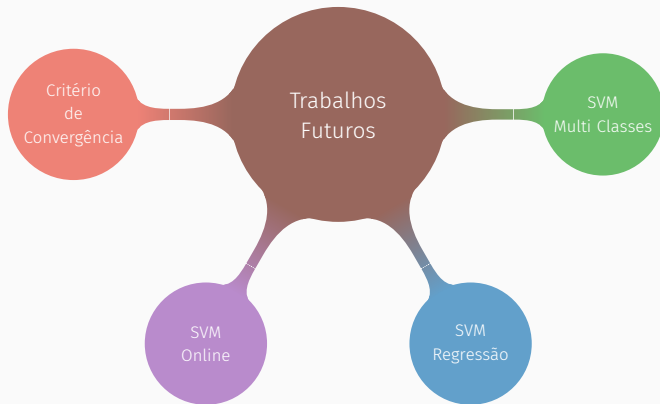 Trabalhos
Futuros
Critério
de
Convergência
SVM
Multi Classes
SVM
Online
SVM
Regressão